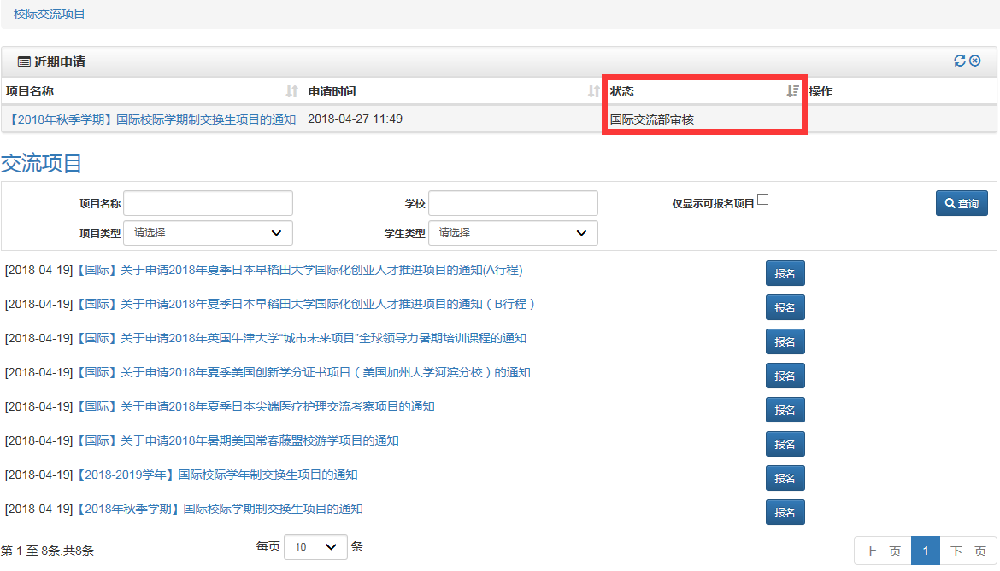 校际交流项目
近期申请
项目名称 申请时间 状态 操作
【2018年秋季学期】国际校际学期制交换生项目的通知 2018-04-27 11:49 国际交流部审核
交流项目
项目名称 学校 仅显示可报名项目 查询
项目类型 请选择 学生类型 请选择
[2018-04-19]【国际】关于申请2018年夏季日本早稻田大学国际化创业人才推进项目的通知(A行程) 报名
[2018-04-19]【国际】关于申请2018年夏季日本早稻田大学国际化创业人才推进项目的通知（B行程） 报名
[2018-04-19]【国际】关于申请2018年英国牛津大学“城市未来项目”全球领导力暑期培训课程的通知 报名
[2018-04-19]【国际】关于申请2018年夏季美国创新学分证书项目（美国加州大学河滨分校）的通知 报名
[2018-04-19]【国际】关于申请2018年夏季日本尖端医疗护理交流考察项目的通知 报名
[2018-04-19]【国际】关于申请2018年暑期美国常春藤盟校游学项目的通知 报名
[2018-04-19]【2018-2019学年】国际校际学年制交换生项目的通知 报名
[2018-04-19]【2018年秋季学期】国际校际学期制交换生项目的通知 报名
第 1 至 8条,共8条 每页 10 条 上一页 1 下一页